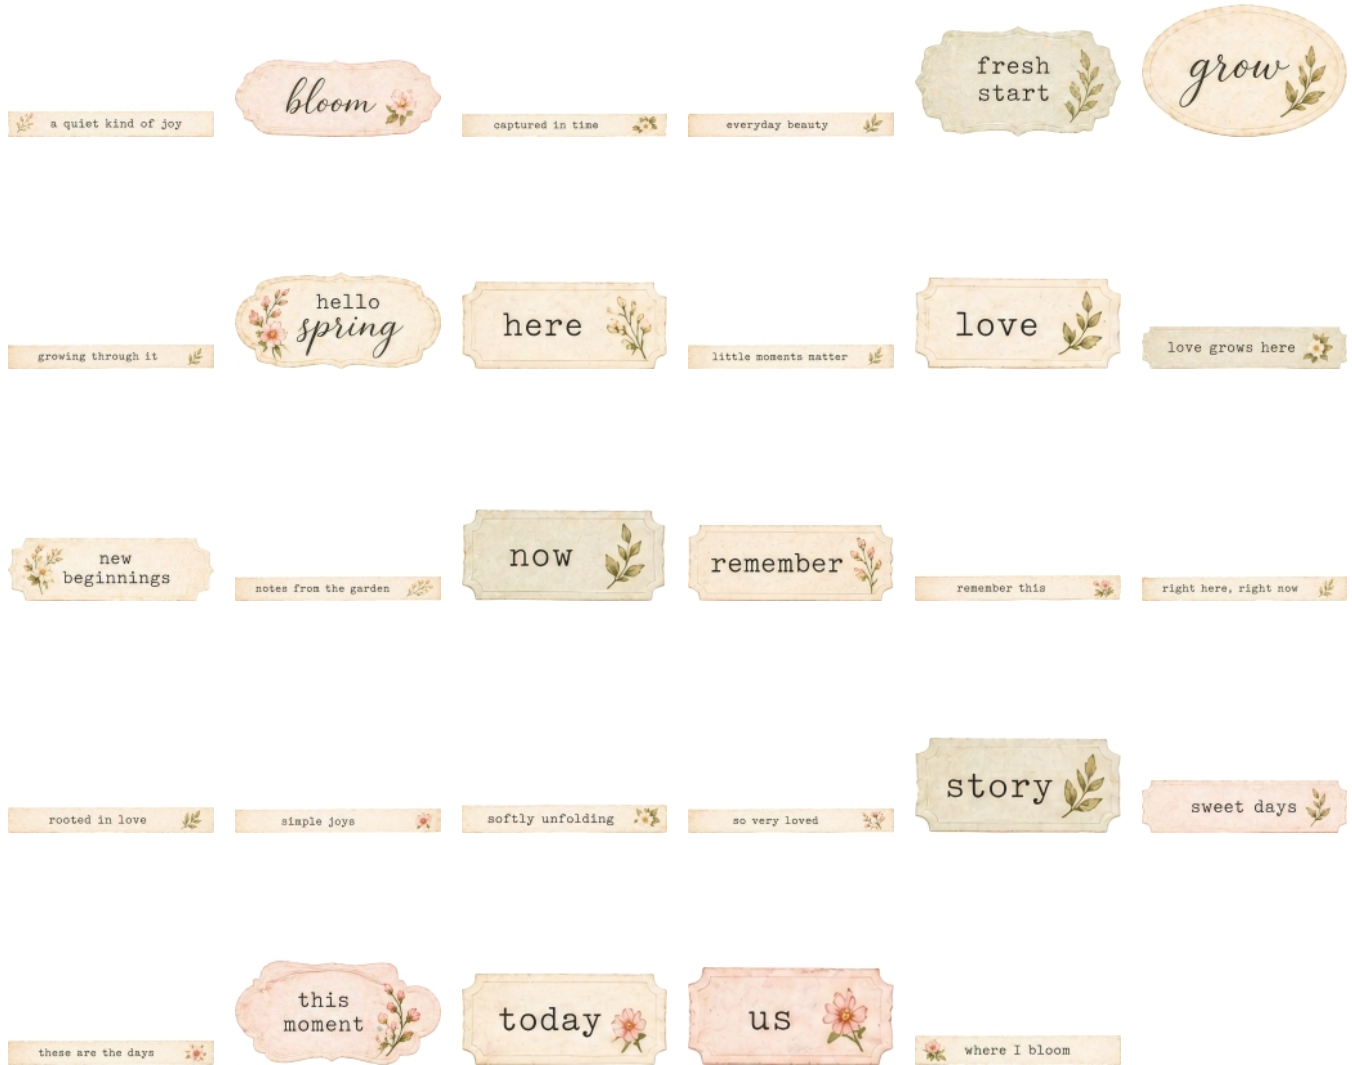 a quiet kind of joy
bloom
captured in time
everyday beauty
fresh
start
grow
growing through it
hello
spring
here
little moments matter
love
love grows here
new
beginnings
notes from the garden
now
remember
remember this
right here, right now
rooted in love
simple joys
softly unfolding
so very loved
story
sweet days
these are the days
this
moment
today
us
where I bloom